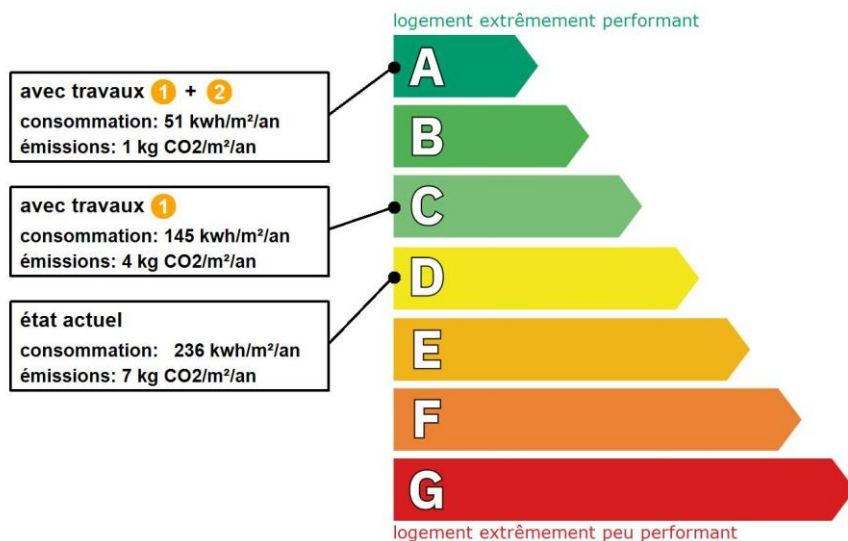 logement extrêmement performant
avec travaux 1 + 2
consommation: 51 kwh/m²/an
émissions: 1 kg CO2/m²/an
avec travaux 1
consommation: 145 kwh/m²/an
émissions: 4 kg CO2/m²/an
état actuel
consommation: 236 kwh/m²/an
émissions: 7 kg CO2/m²/an
A
B
C
D
E
F
G
logement extrêmement peu performant